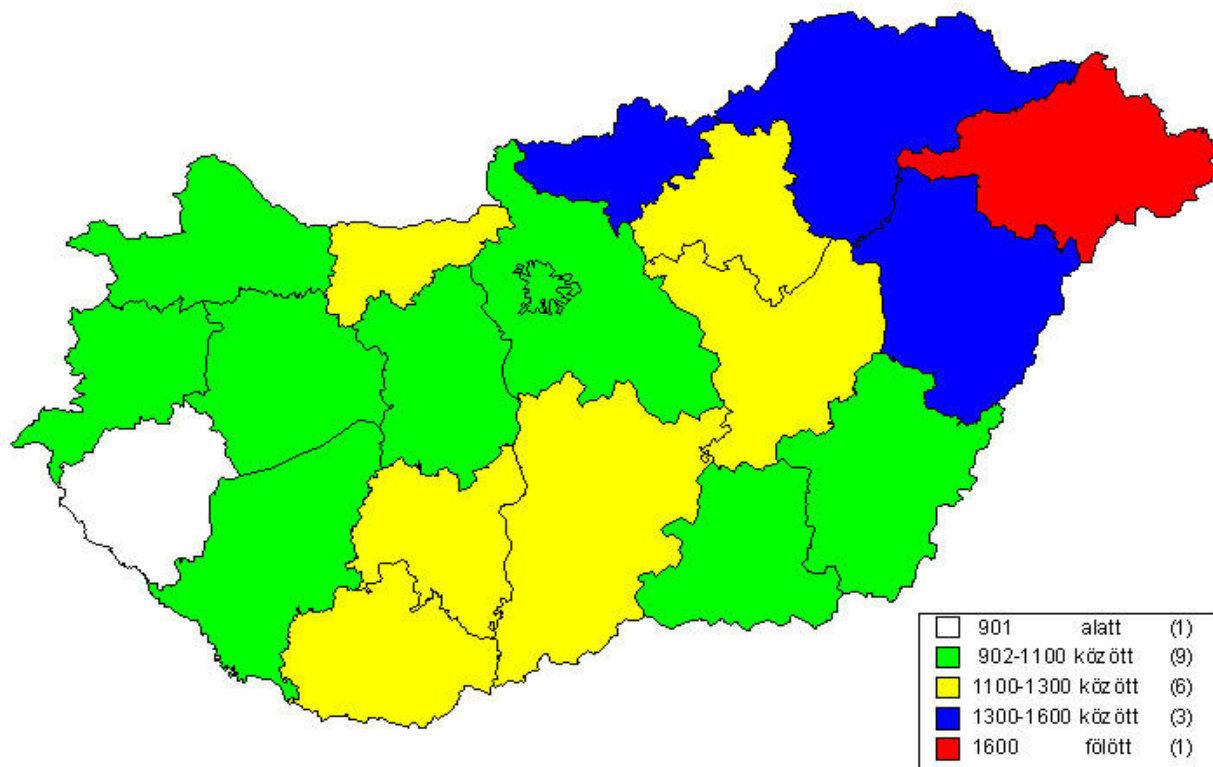 901 alatt (1)
902-1100 között (9)
1100-1300 között (6)
1300-1600 között (3)
1600 fölött (1)